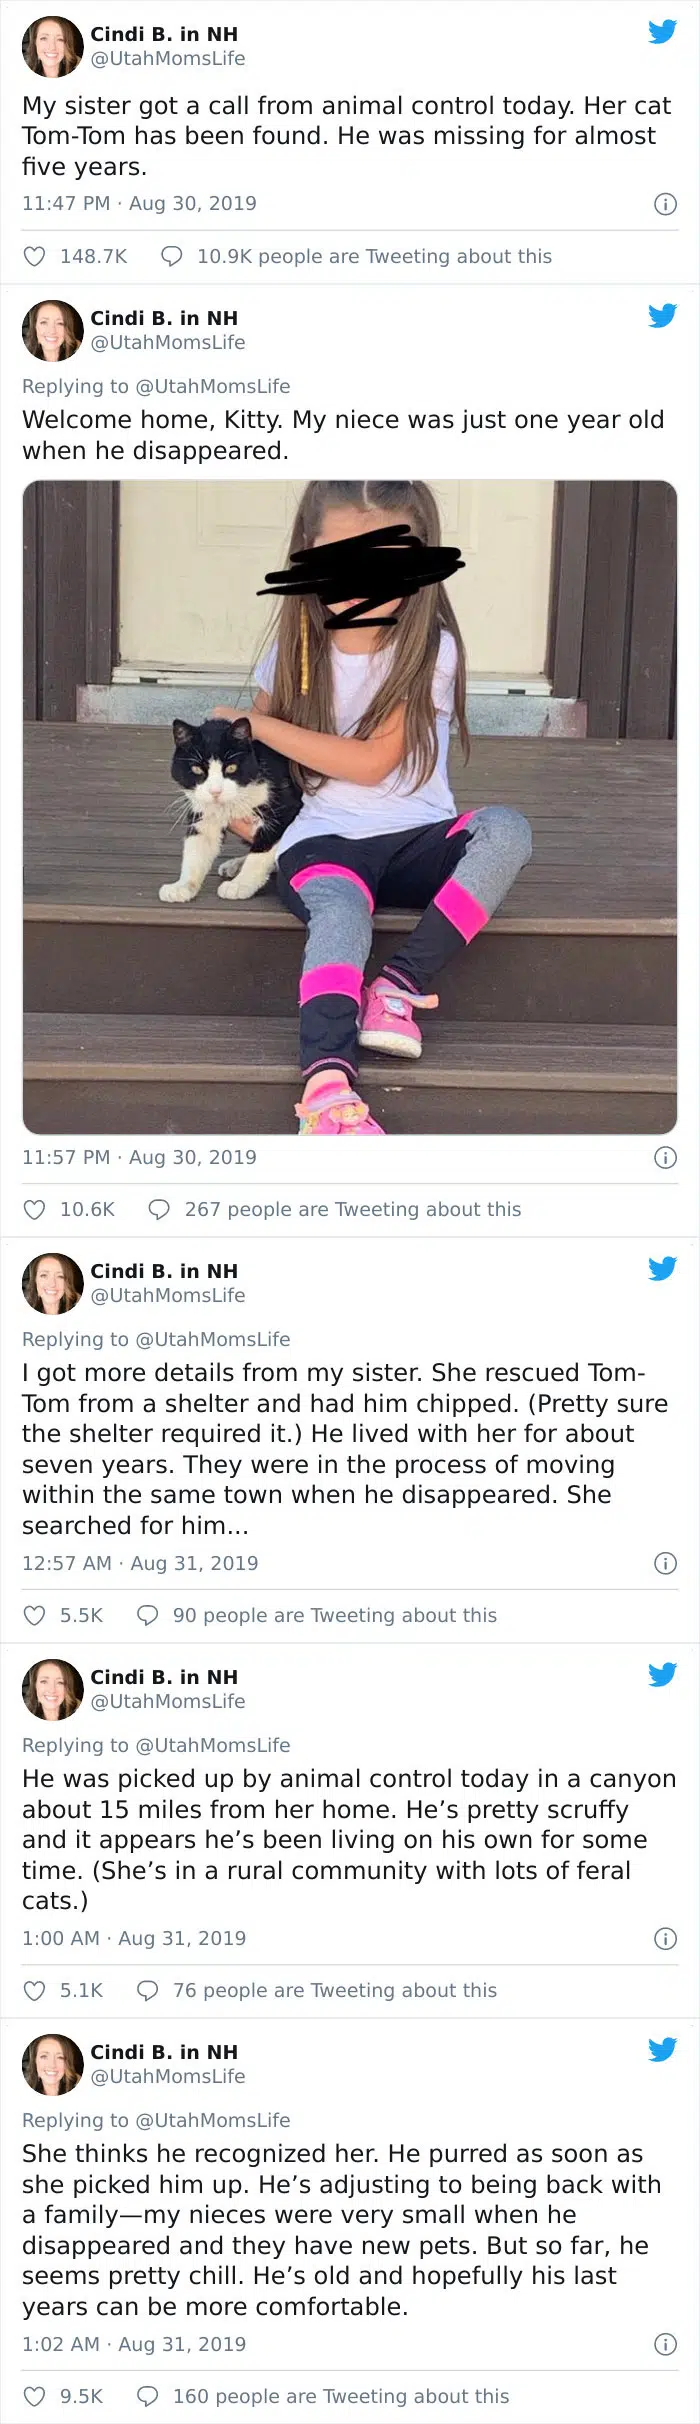 Cindi B. in NH
@UtahMomsLife
My sister got a call from animal control today. Her cat
Tom-Tom has been found. He was missing for almost
five years.
11:47 PM · Aug 30, 2019
148.7K 10.9K people are Tweeting about this
Cindi B. in NH
@UtahMomsLife
Replying to @UtahMomsLife
Welcome home, Kitty. My niece was just one year old
when he disappeared.
11:57 PM · Aug 30, 2019
10.6K 267 people are Tweeting about this
Cindi B. in NH
@UtahMomsLife
Replying to @UtahMomsLife
I got more details from my sister. She rescued Tom-
Tom from a shelter and had him chipped. (Pretty sure
the shelter required it.) He lived with her for about
seven years. They were in the process of moving
within the same town when he disappeared. She
searched for him...
12:57 AM · Aug 31, 2019
5.5K 90 people are Tweeting about this
Cindi B. in NH
@UtahMomsLife
Replying to @UtahMomsLife
He was picked up by animal control today in a canyon
about 15 miles from her home. He’s pretty scruffy
and it appears he’s been living on his own for some
time. (She’s in a rural community with lots of feral
cats.)
1:00 AM · Aug 31, 2019
5.1K 76 people are Tweeting about this
Cindi B. in NH
@UtahMomsLife
Replying to @UtahMomsLife
She thinks he recognized her. He purred as soon as
she picked him up. He’s adjusting to being back with
a family—my nieces were very small when he
disappeared and they have new pets. But so far, he
seems pretty chill. He’s old and hopefully his last
years can be more comfortable.
1:02 AM · Aug 31, 2019
9.5K 160 people are Tweeting about this